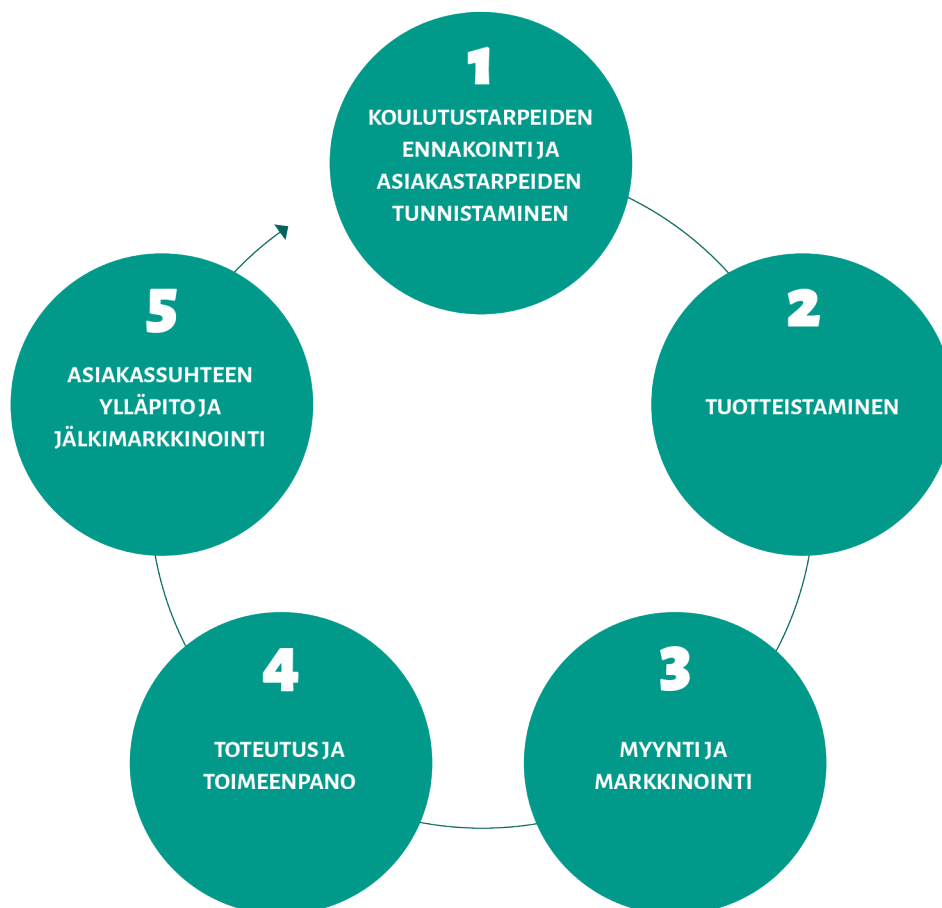 1
KOULUTUSTARPEIDEN
ENNAKOINTI JA
ASIAKASTARPEIDEN
TUNNISTAMINEN
2
TUOTTEISTAMINEN
3
MYYNTI JA
MARKKINOINTI
4
TOTEUTUS JA
TOIMEENPANO
5
ASIAKASSUHTEEN
YLLÄPITO JA
JÄLKIMARKKINOINTI